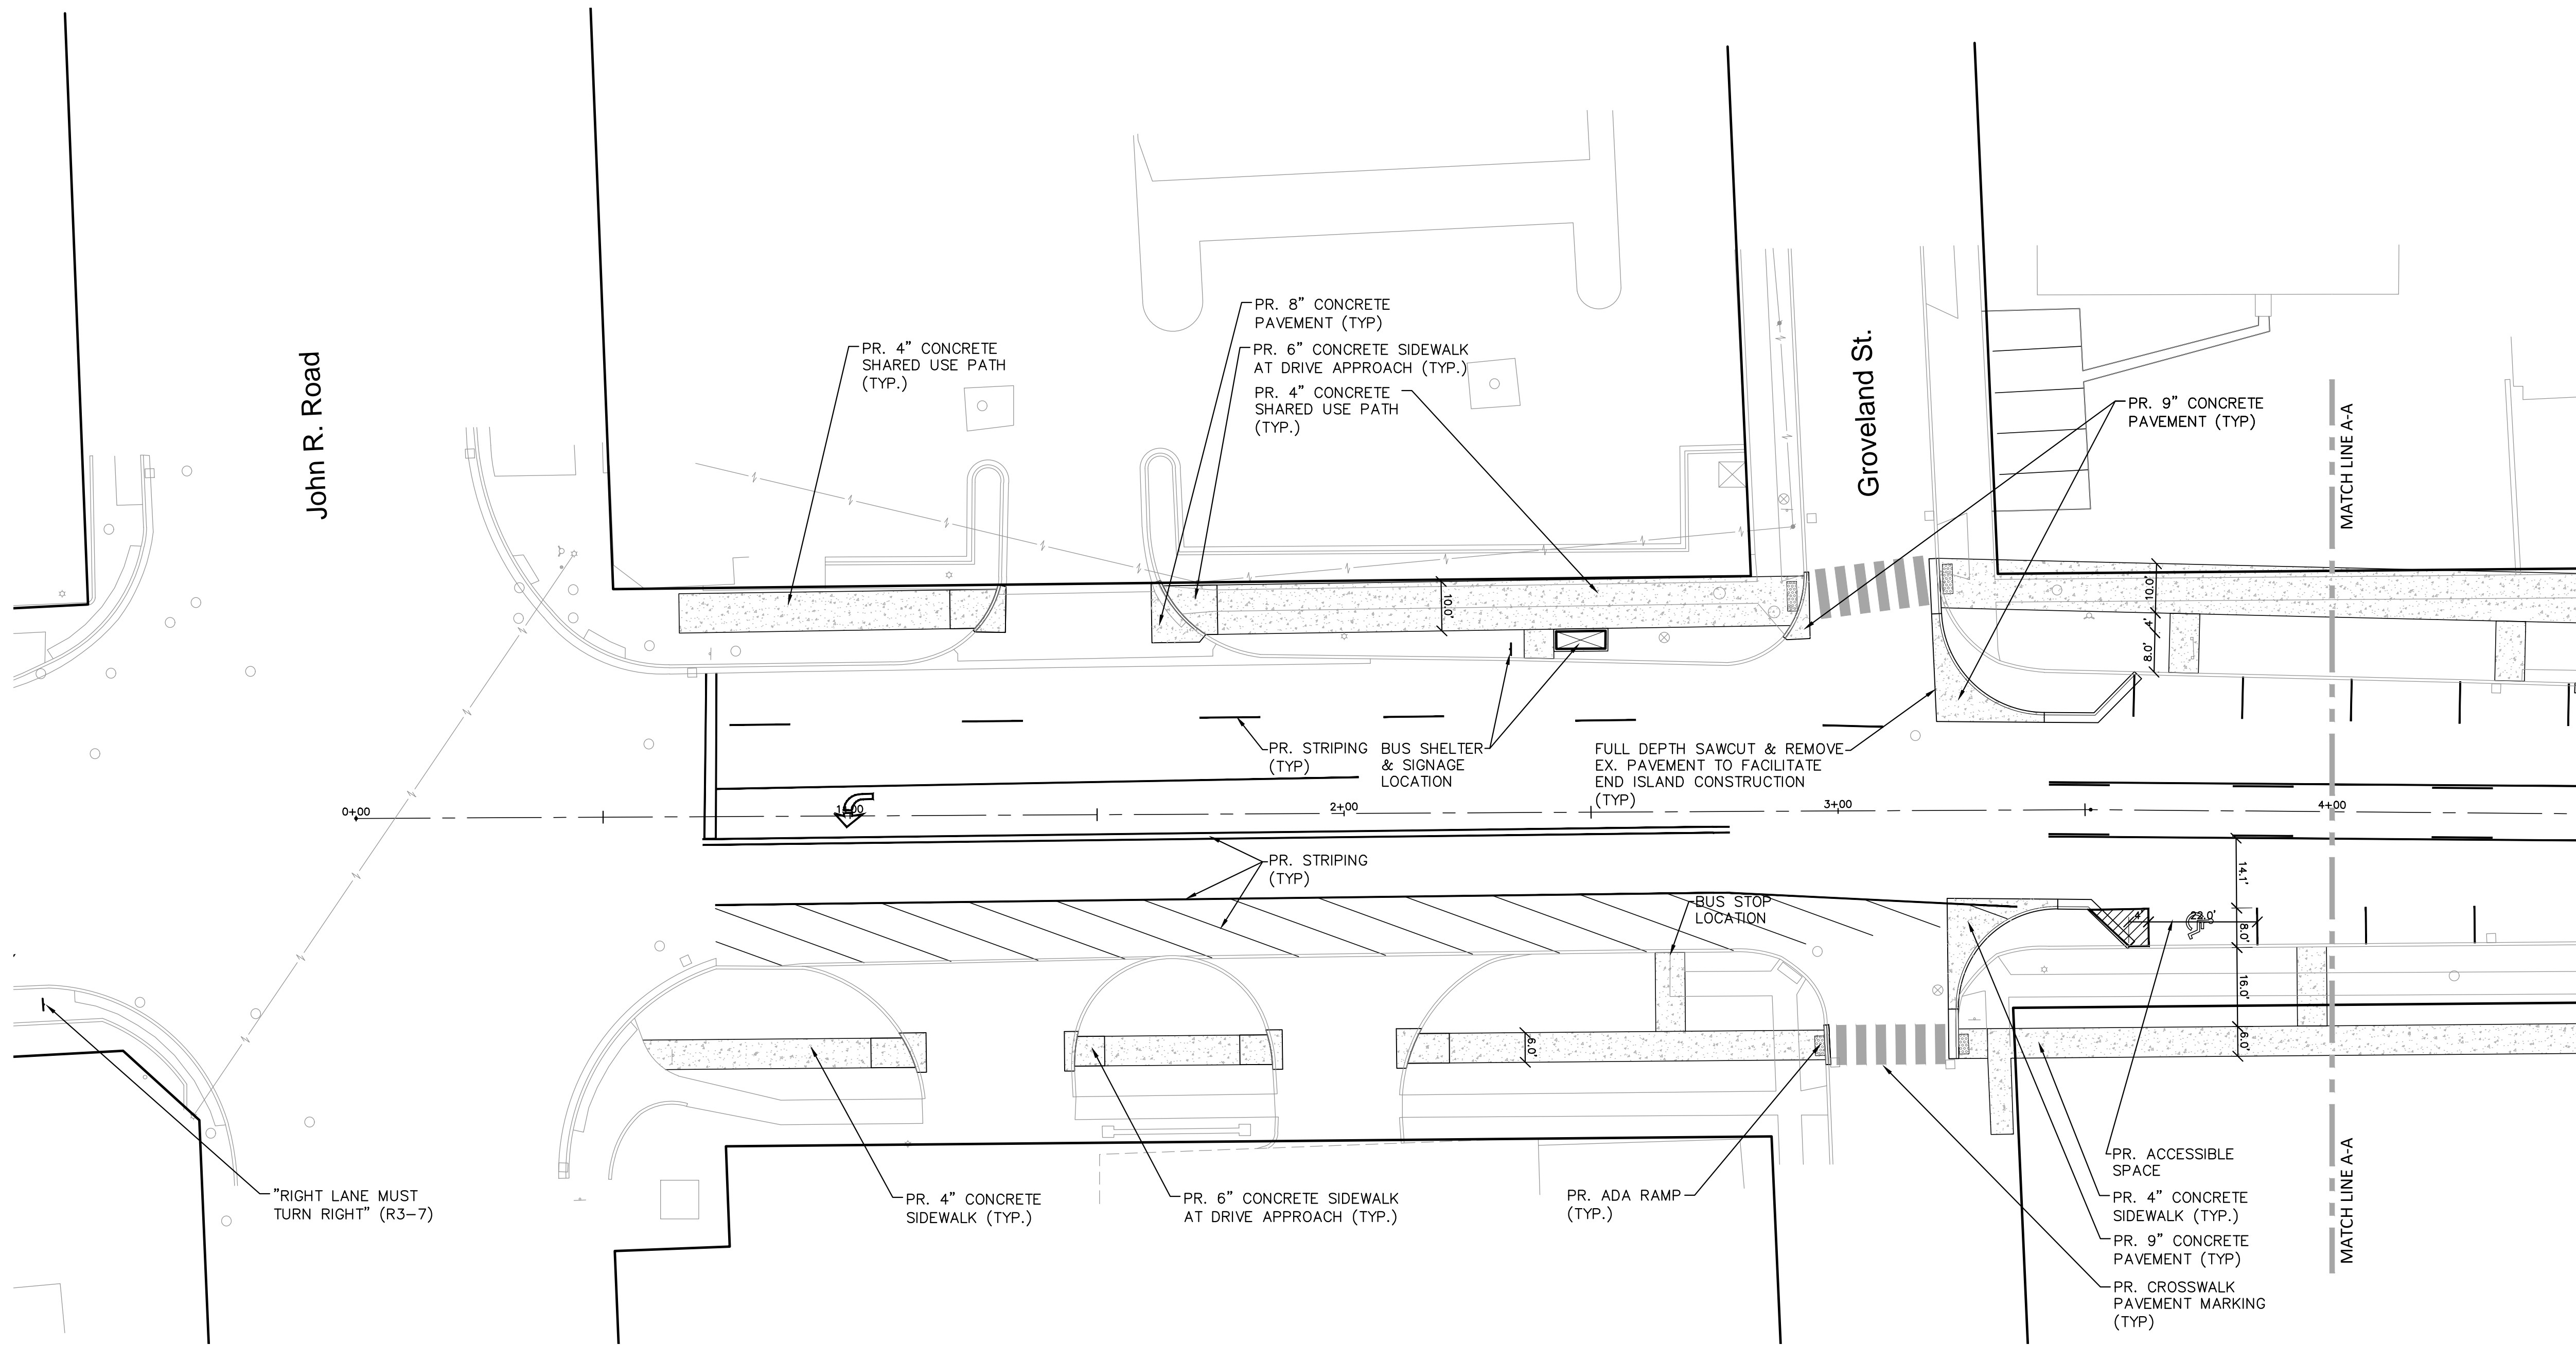 John R. Road
Groveland St.
PR. 8" CONCRETE
PAVEMENT (TYP)
PR. 4" CONCRETE
SHARED USE PATH
(TYP.)
PR. 6" CONCRETE SIDEWALK
AT DRIVE APPROACH (TYP.)
PR. 4" CONCRETE
SHARED USE PATH
(TYP.)
PR. 9" CONCRETE
PAVEMENT (TYP)
MATCH LINE A-A
10.0'
10.0'
4'
8.0'
PR. STRIPING
(TYP)
BUS SHELTER
& SIGNAGE
LOCATION
FULL DEPTH SAWCUT & REMOVE
EX. PAVEMENT TO FACILITATE
END ISLAND CONSTRUCTION
(TYP)
0+00
1+00
2+00
3+00
4+00
PR. STRIPING
(TYP)
14.1'
BUS STOP
LOCATION
4'
22.0'
8.0'
16.0'
6.0'
6.0'
"RIGHT LANE MUST
TURN RIGHT" (R3-7)
PR. 4" CONCRETE
SIDEWALK (TYP.)
PR. 6" CONCRETE SIDEWALK
AT DRIVE APPROACH (TYP.)
PR. ADA RAMP
(TYP.)
PR. ACCESSIBLE
SPACE
PR. 4" CONCRETE
SIDEWALK (TYP.)
PR. 9" CONCRETE
PAVEMENT (TYP)
PR. CROSSWALK
PAVEMENT MARKING
(TYP)
MATCH LINE A-A